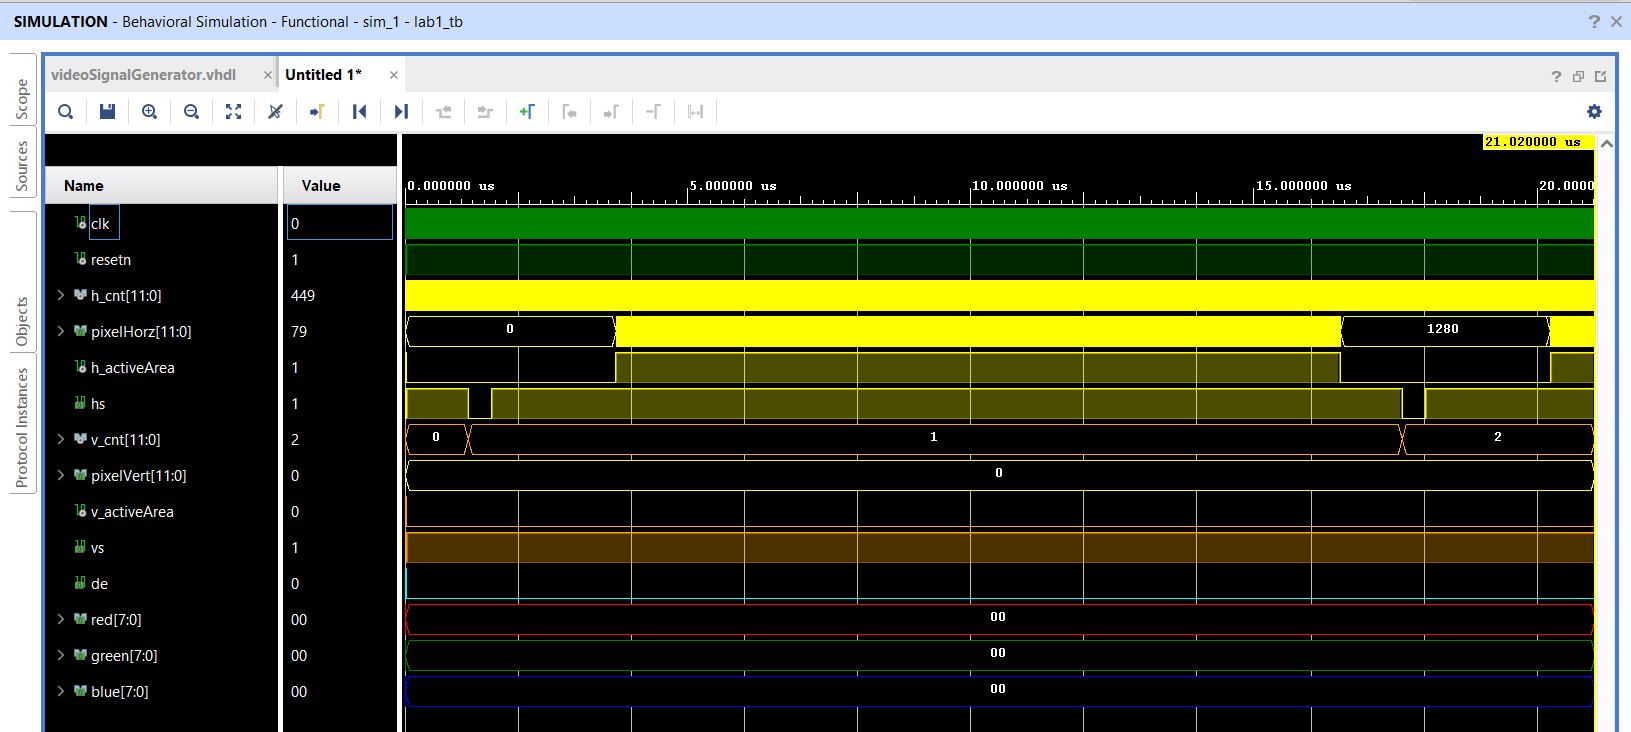 SIMULATION - Behavioral Simulation - Functional - sim_1 - lab1_tb
? ×
Scope
Sources
Objects
Protocol Instances
videoSignalGenerator.vhdl ×
Untitled 1* ×
?
21.020000 us
Name Value
0.000000 us 5.000000 us 10.000000 us 15.000000 us 20.0000
clk 0
resetn 1
h_cnt[11:0] 449
pixelHorz[11:0] 79 0 1280
h_activeArea 1
hs 1
v_cnt[11:0] 2 0 1 2
pixelVert[11:0] 0 0
v_activeArea 0
vs 1
de 0
red[7:0] 00 00
green[7:0] 00 00
blue[7:0] 00 00